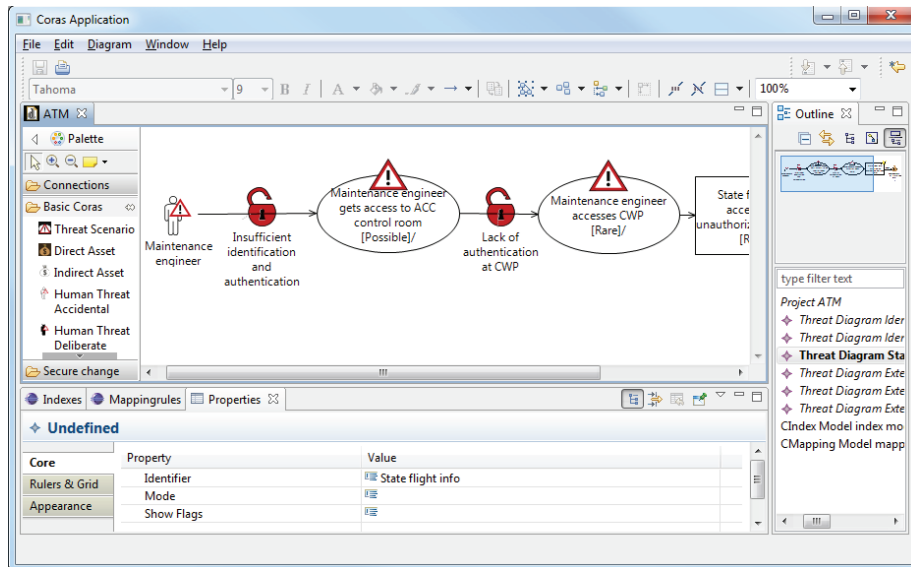 Coras Application
File Edit Diagram Window Help
Tahoma 9 B I A 100%
ATM
Palette
Connections
Basic Coras
Threat Scenario
Direct Asset
Indirect Asset
Human Threat
Accidental
Human Threat
Deliberate
Secure change
Maintenance
engineer
Insufficient
identification
and
authentication
Maintenance engineer
gets access to ACC
control room
[Possible]/
Lack of
authentication
at CWP
Maintenance engineer
accesses CWP
[Rare]/
State f
acce
unauthoriz
[R
Outline
type filter text
Project ATM
Threat Diagram Iden
Threat Diagram Iden
Threat Diagram Sta
Threat Diagram Exte
Threat Diagram Exte
Threat Diagram Exte
CIndex Model index mo
CMapping Model mapp
Indexes Mappingrules Properties
Undefined
Core
Rulers & Grid
Appearance
Property Value
Identifier State flight info
Mode
Show Flags